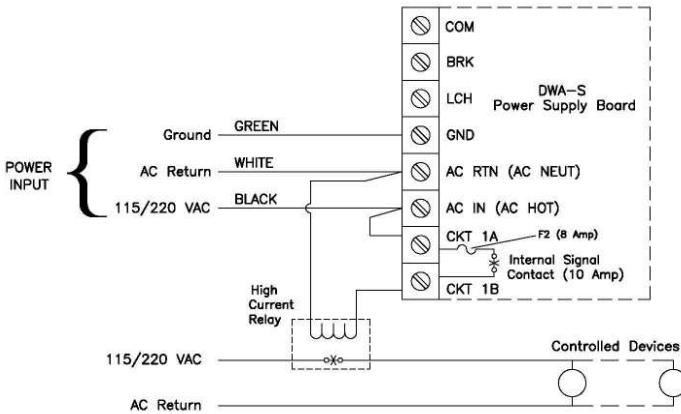 COM
BRK
LCH
DWA-S
Power Supply Board
GND
AC RTN (AC NEUT)
AC IN (AC HOT)
CKT 1A
F2 (8 Amp)
Internal Signal
Contact (10 Amp)
CKT 1B
POWER
INPUT
Ground
GREEN
AC Return
WHITE
115/220 VAC
BLACK
High
Current
Relay
115/220 VAC
Controlled Devices
AC Return